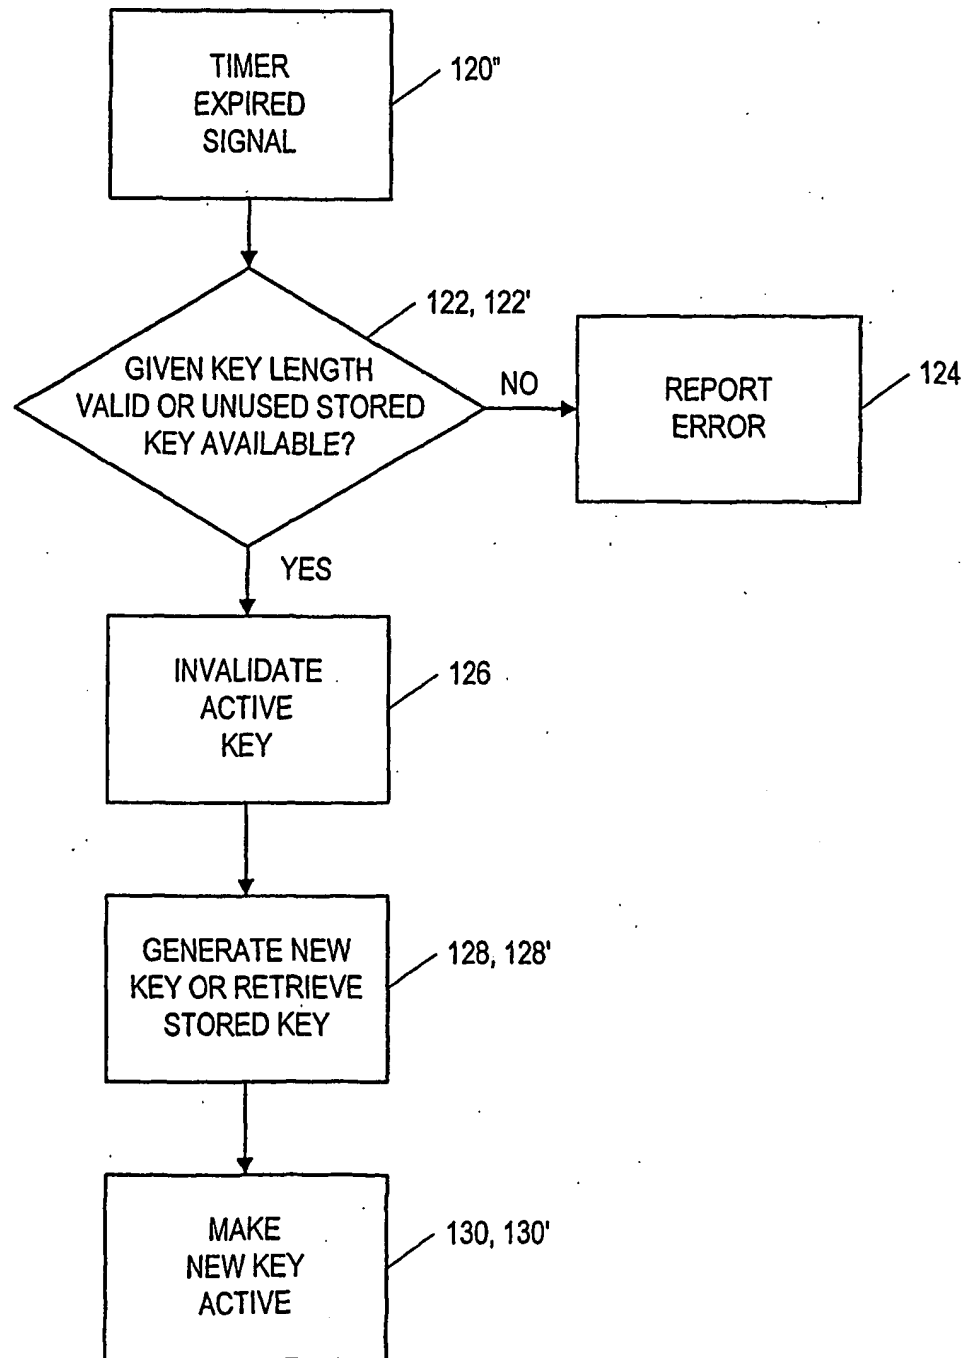 TIMER
EXPIRED
SIGNAL
120"
122, 122'
GIVEN KEY LENGTH
VALID OR UNUSED STORED
KEY AVAILABLE?
NO
REPORT
ERROR
124
YES
INVALIDATE
ACTIVE
KEY
126
GENERATE NEW
KEY OR RETRIEVE
STORED KEY
128, 128'
MAKE
NEW KEY
ACTIVE
130, 130'